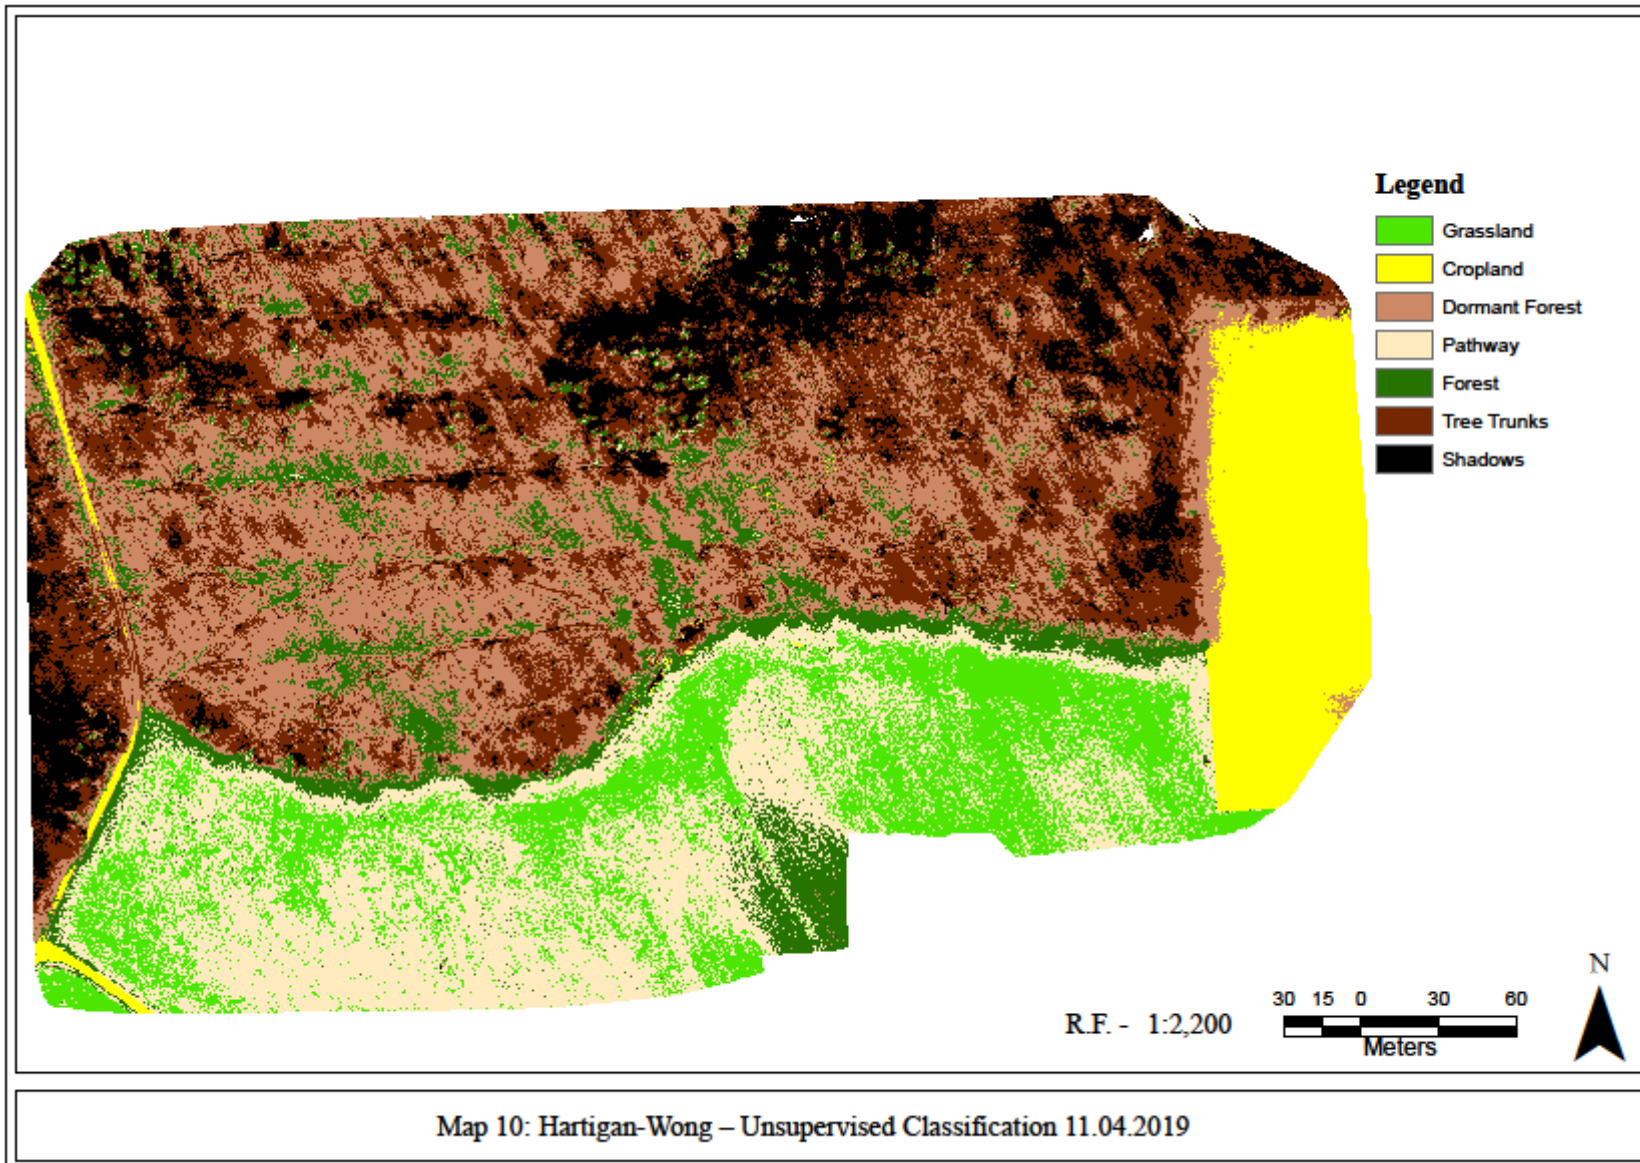 Legend
Grassland
Cropland
Dormant Forest
Pathway
Forest
Tree Trunks
Shadows
N
30 15 0 30 60
R.F. - 1:2,200
Meters
Map 10: Hartigan-Wong – Unsupervised Classification 11.04.2019